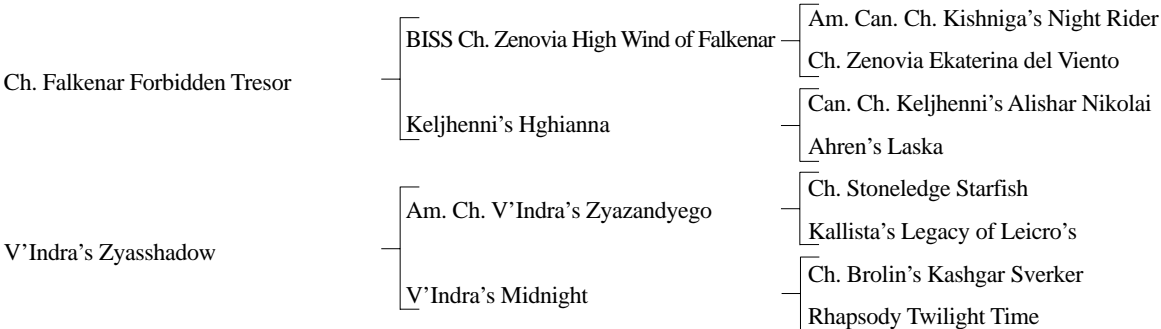 Am. Can. Ch. Kishniga’s Night Rider
BISS Ch. Zenovia High Wind of Falkenar
Ch. Zenovia Ekaterina del Viento
Ch. Falkenar Forbidden Tresor
Can. Ch. Keljhenni’s Alishar Nikolai
Keljhenni’s Hghianna
Ahren’s Laska
Ch. Stoneledge Starfish
Am. Ch. V’Indra’s Zyazandyego
Kallista’s Legacy of Leicro’s
V’Indra’s Zyasshadow
Ch. Brolin’s Kashgar Sverker
V’Indra’s Midnight
Rhapsody Twilight Time